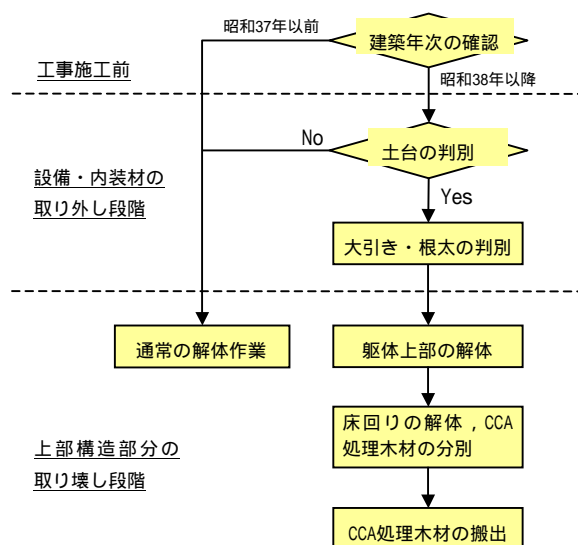 昭和37年以前
建築年次の確認
工事施工前
昭和38年以降
No
土台の判別
設備・内装材の
取り外し段階
Yes
大引き・根太の判別
通常の解体作業
躯体上部の解体
床回りの解体，CCA
処理木材の分別
上部構造部分の
取り壊し段階
CCA処理木材の搬出